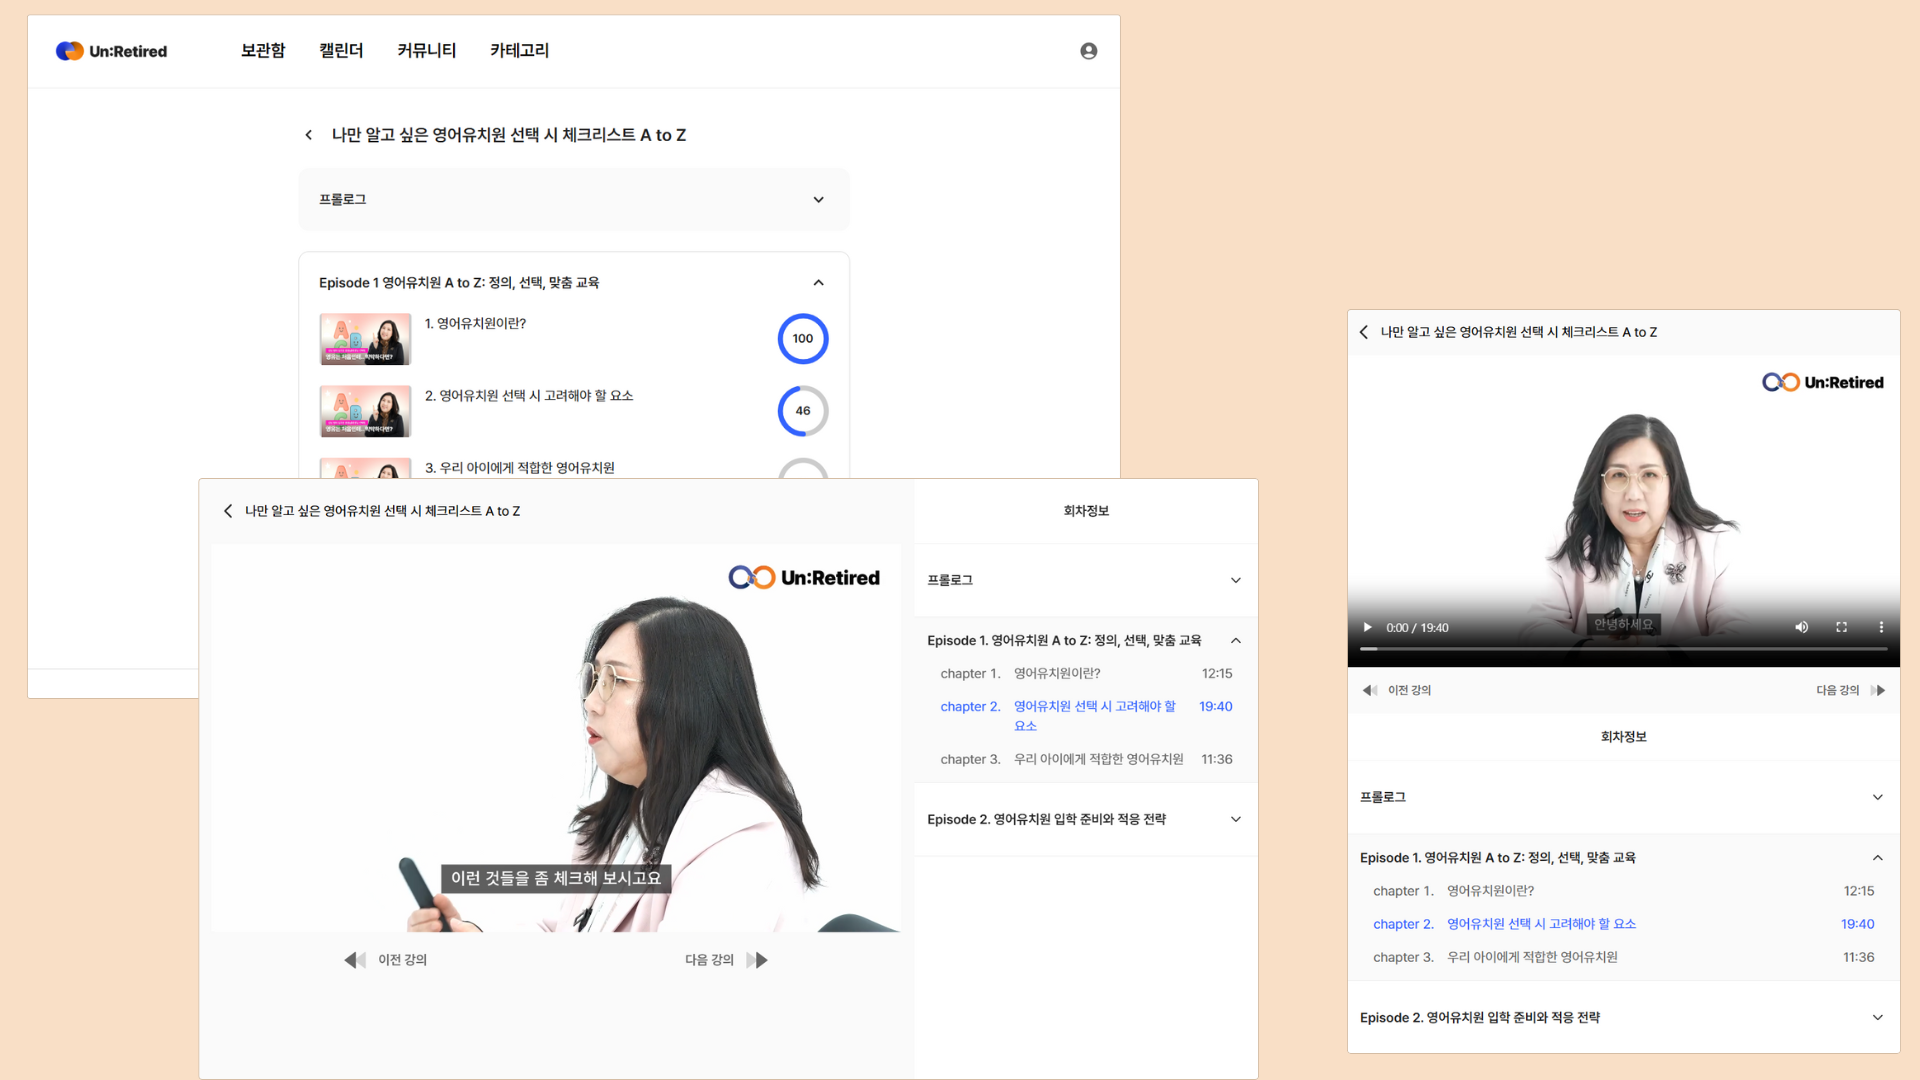 Un:Retired
보관함 캘린더 커뮤니티 카테고리
나만 알고 싶은 영어유치원 선택 시 체크리스트 A to Z
프롤로그
Episode 1 영어유치원 A to Z: 정의, 선택, 맞춤 교육
1. 영어유치원이란?
100
2. 영어유치원 선택 시 고려해야 할 요소
46
3. 우리 아이에게 적합한 영어유치원
나만 알고 싶은 영어유치원 선택 시 체크리스트 A to Z
Un:Retired
이런 것들을 좀 체크해 보시고요
이전 강의
다음 강의
회차정보
프롤로그
Episode 1. 영어유치원 A to Z: 정의, 선택, 맞춤 교육
chapter 1. 영어유치원이란? 12:15
chapter 2. 영어유치원 선택 시 고려해야 할 19:40
요소
chapter 3. 우리 아이에게 적합한 영어유치원 11:36
Episode 2. 영어유치원 입학 준비와 적응 전략
나만 알고 싶은 영어유치원 선택 시 체크리스트 A to Z
Un:Retired
안녕하세요
0:00 / 19:40
이전 강의
다음 강의
회차정보
프롤로그
Episode 1. 영어유치원 A to Z: 정의, 선택, 맞춤 교육
chapter 1. 영어유치원이란? 12:15
chapter 2. 영어유치원 선택 시 고려해야 할 요소 19:40
chapter 3. 우리 아이에게 적합한 영어유치원 11:36
Episode 2. 영어유치원 입학 준비와 적응 전략